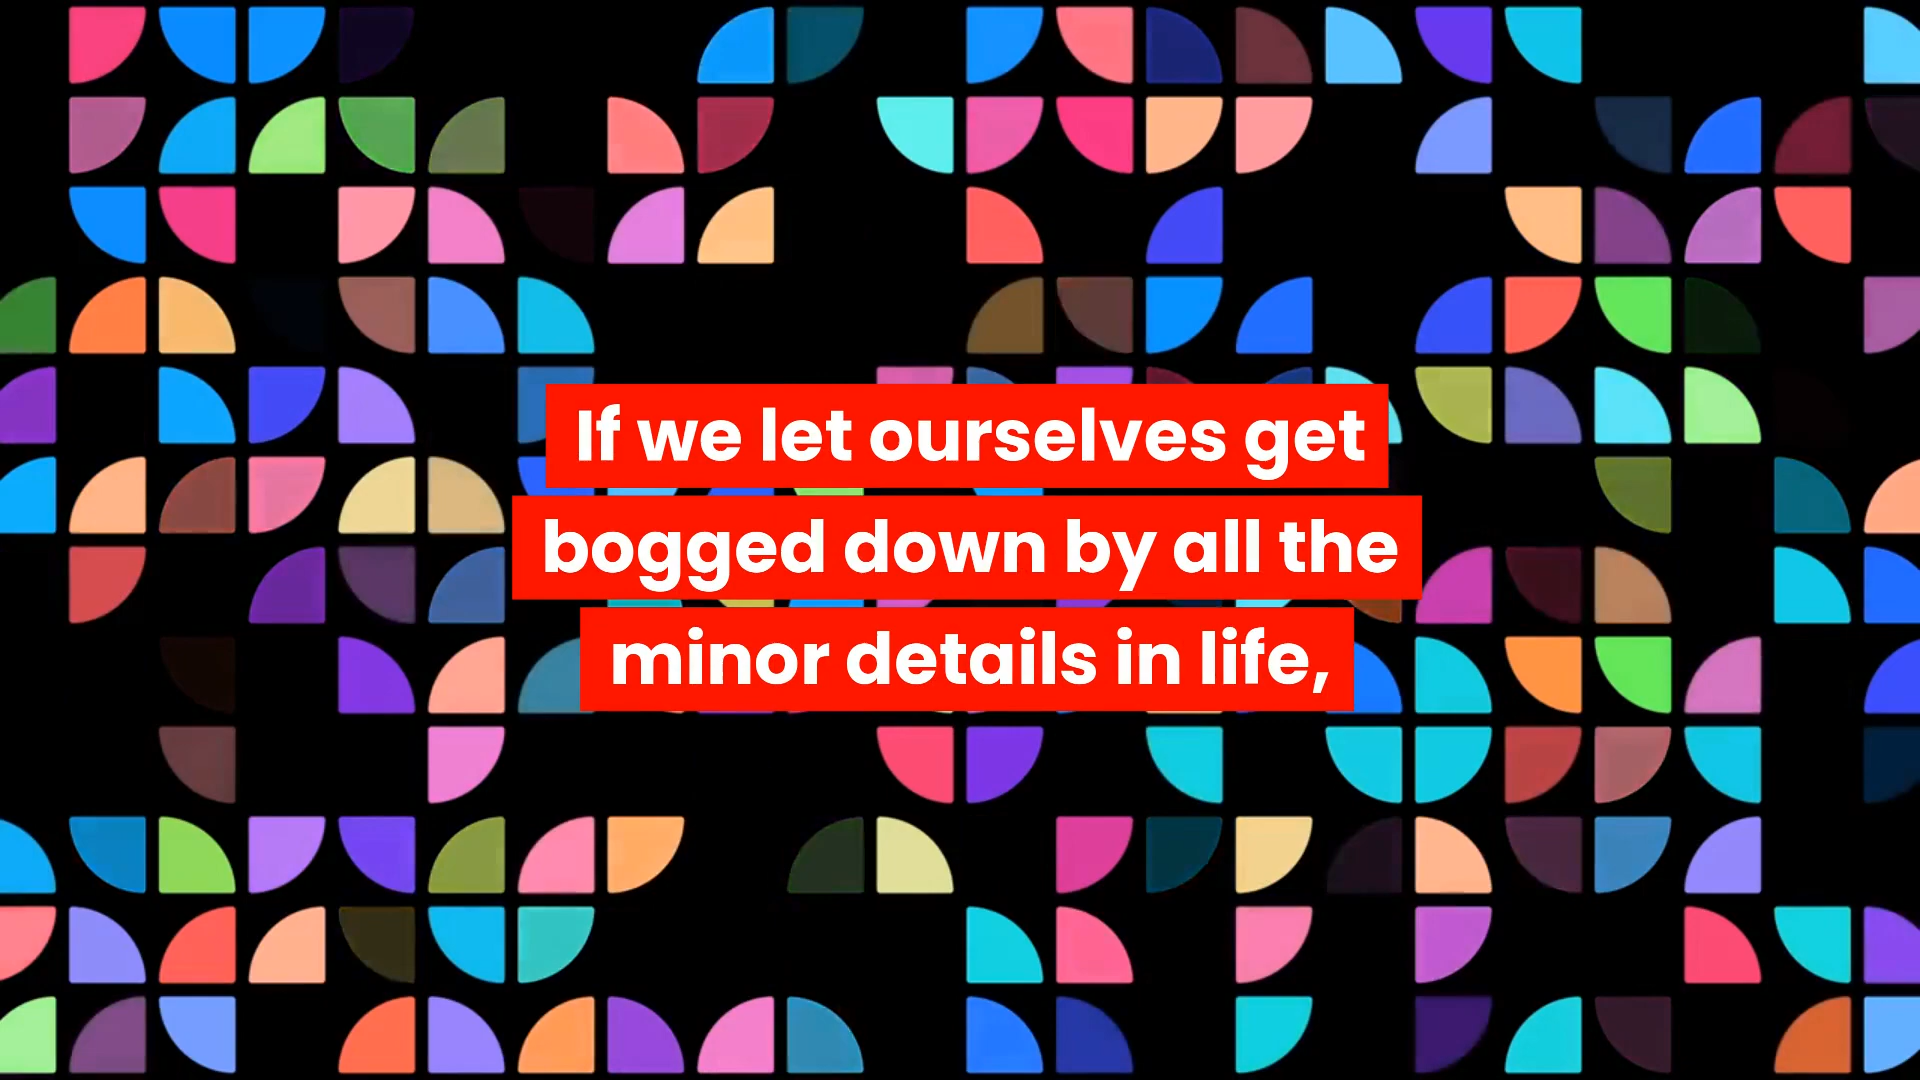 If we let ourselves get
bogged down by all the
minor details in life,